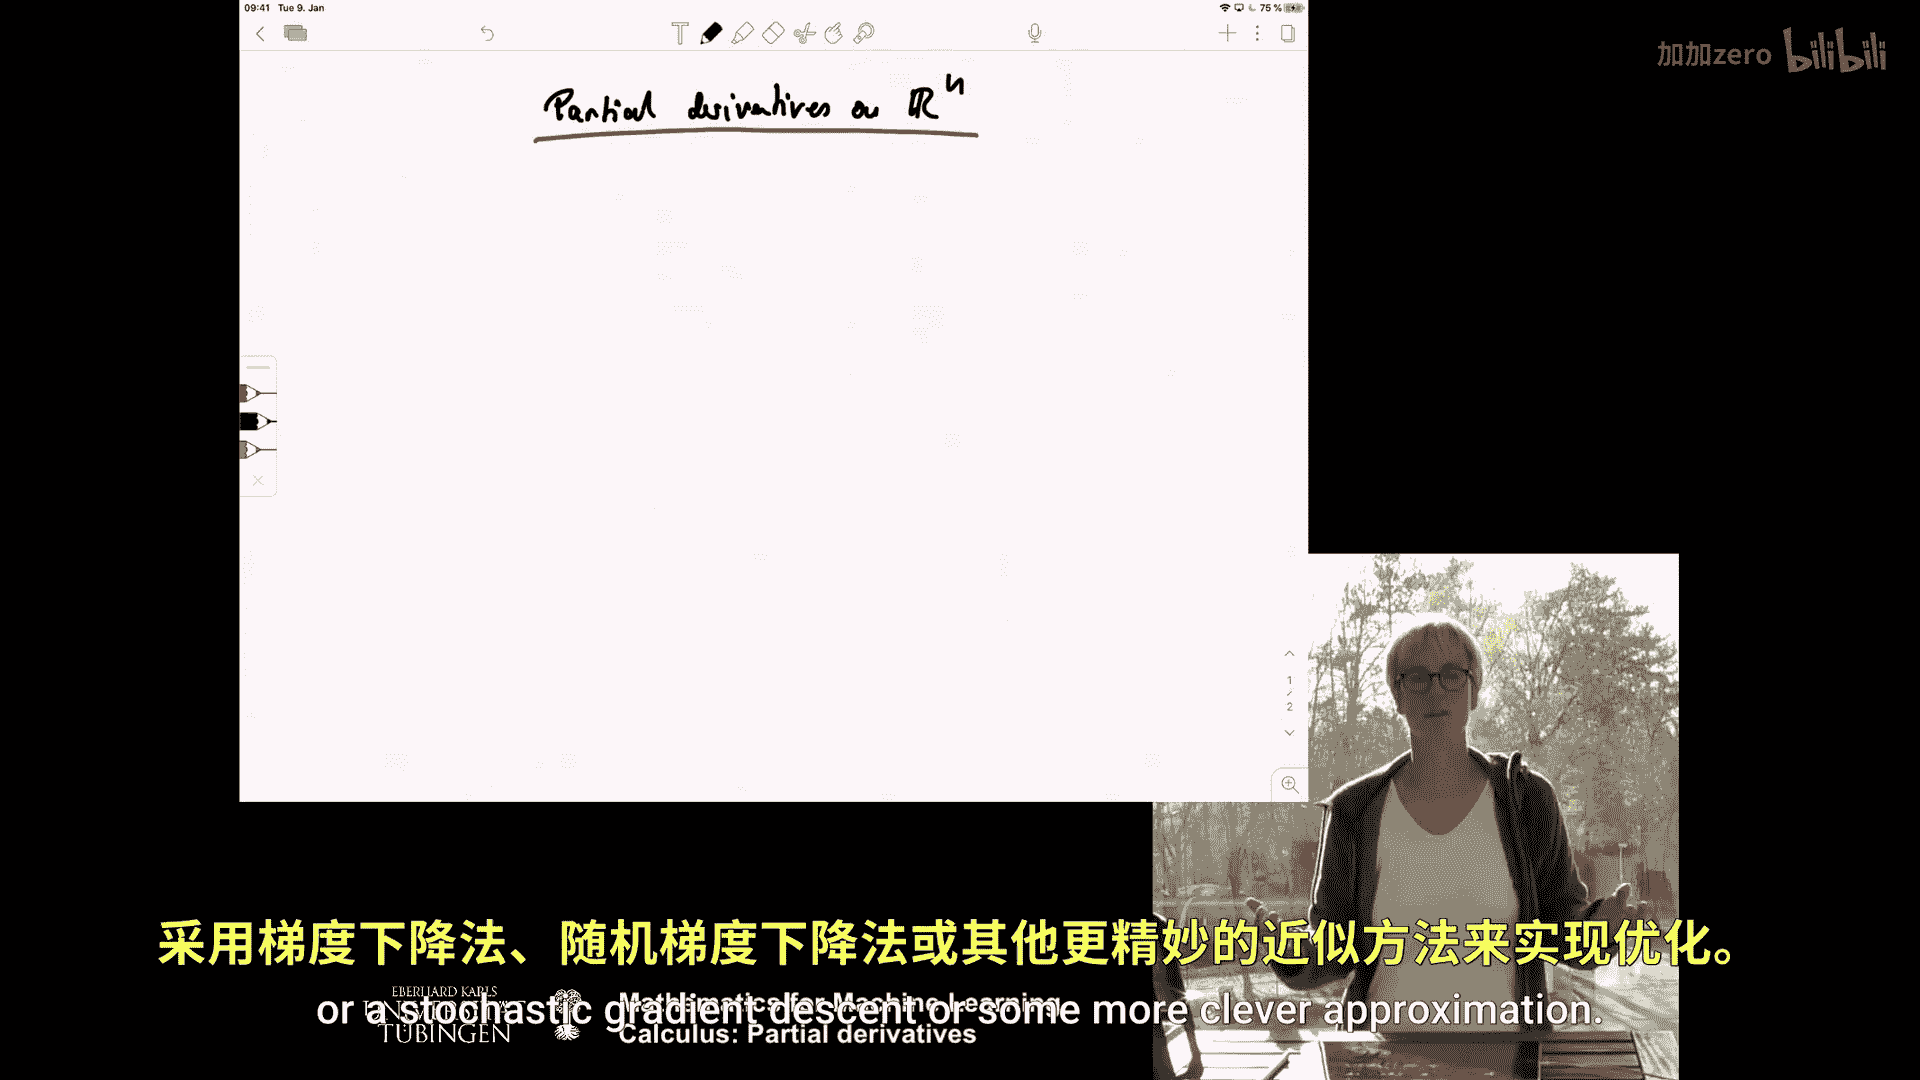 09:41 Tue 9. Jan
75 %
加加zero bilibili
Partial derivatives on ℝⁿ
1
/
2
采用梯度下降法、随机梯度下降法或其他更精妙的近似方法来实现优化。
or a stochastic gradient descent or some more clever approximation.
EBERHARD KARLS
UNIVERSITÄT
TÜBINGEN
Mathematics for Machine Learning
Calculus: Partial derivatives